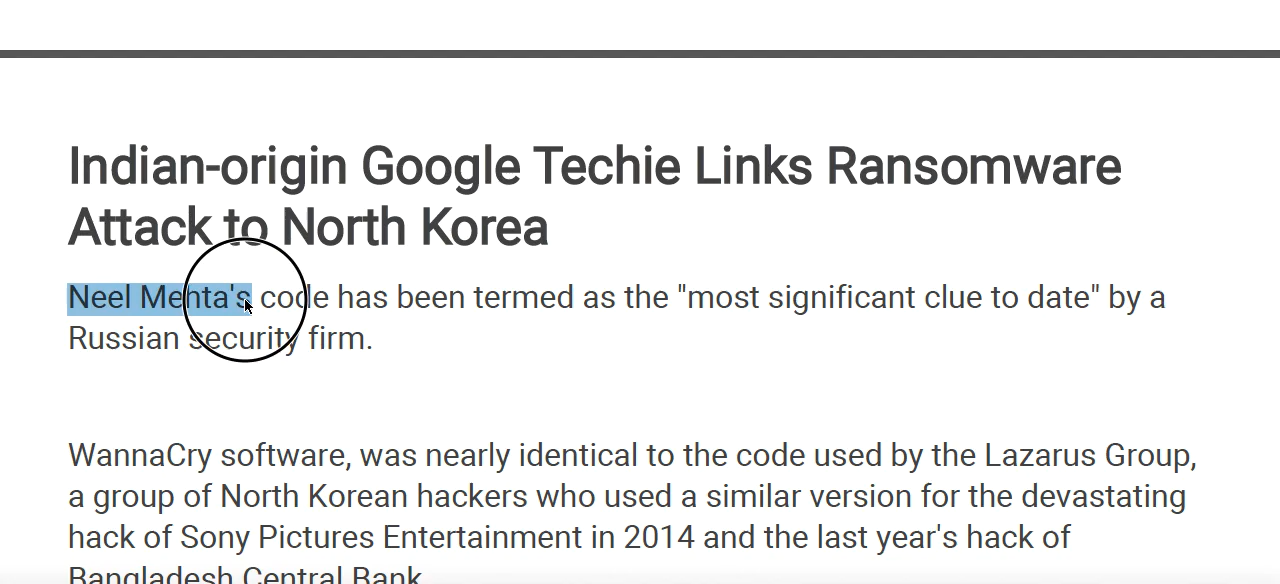 Indian-origin Google Techie Links Ransomware
Attack to North Korea
Neel Mehta's code has been termed as the "most significant clue to date" by a
Russian security firm.
WannaCry software, was nearly identical to the code used by the Lazarus Group,
a group of North Korean hackers who used a similar version for the devastating
hack of Sony Pictures Entertainment in 2014 and the last year's hack of
Bangladesh Central Bank.